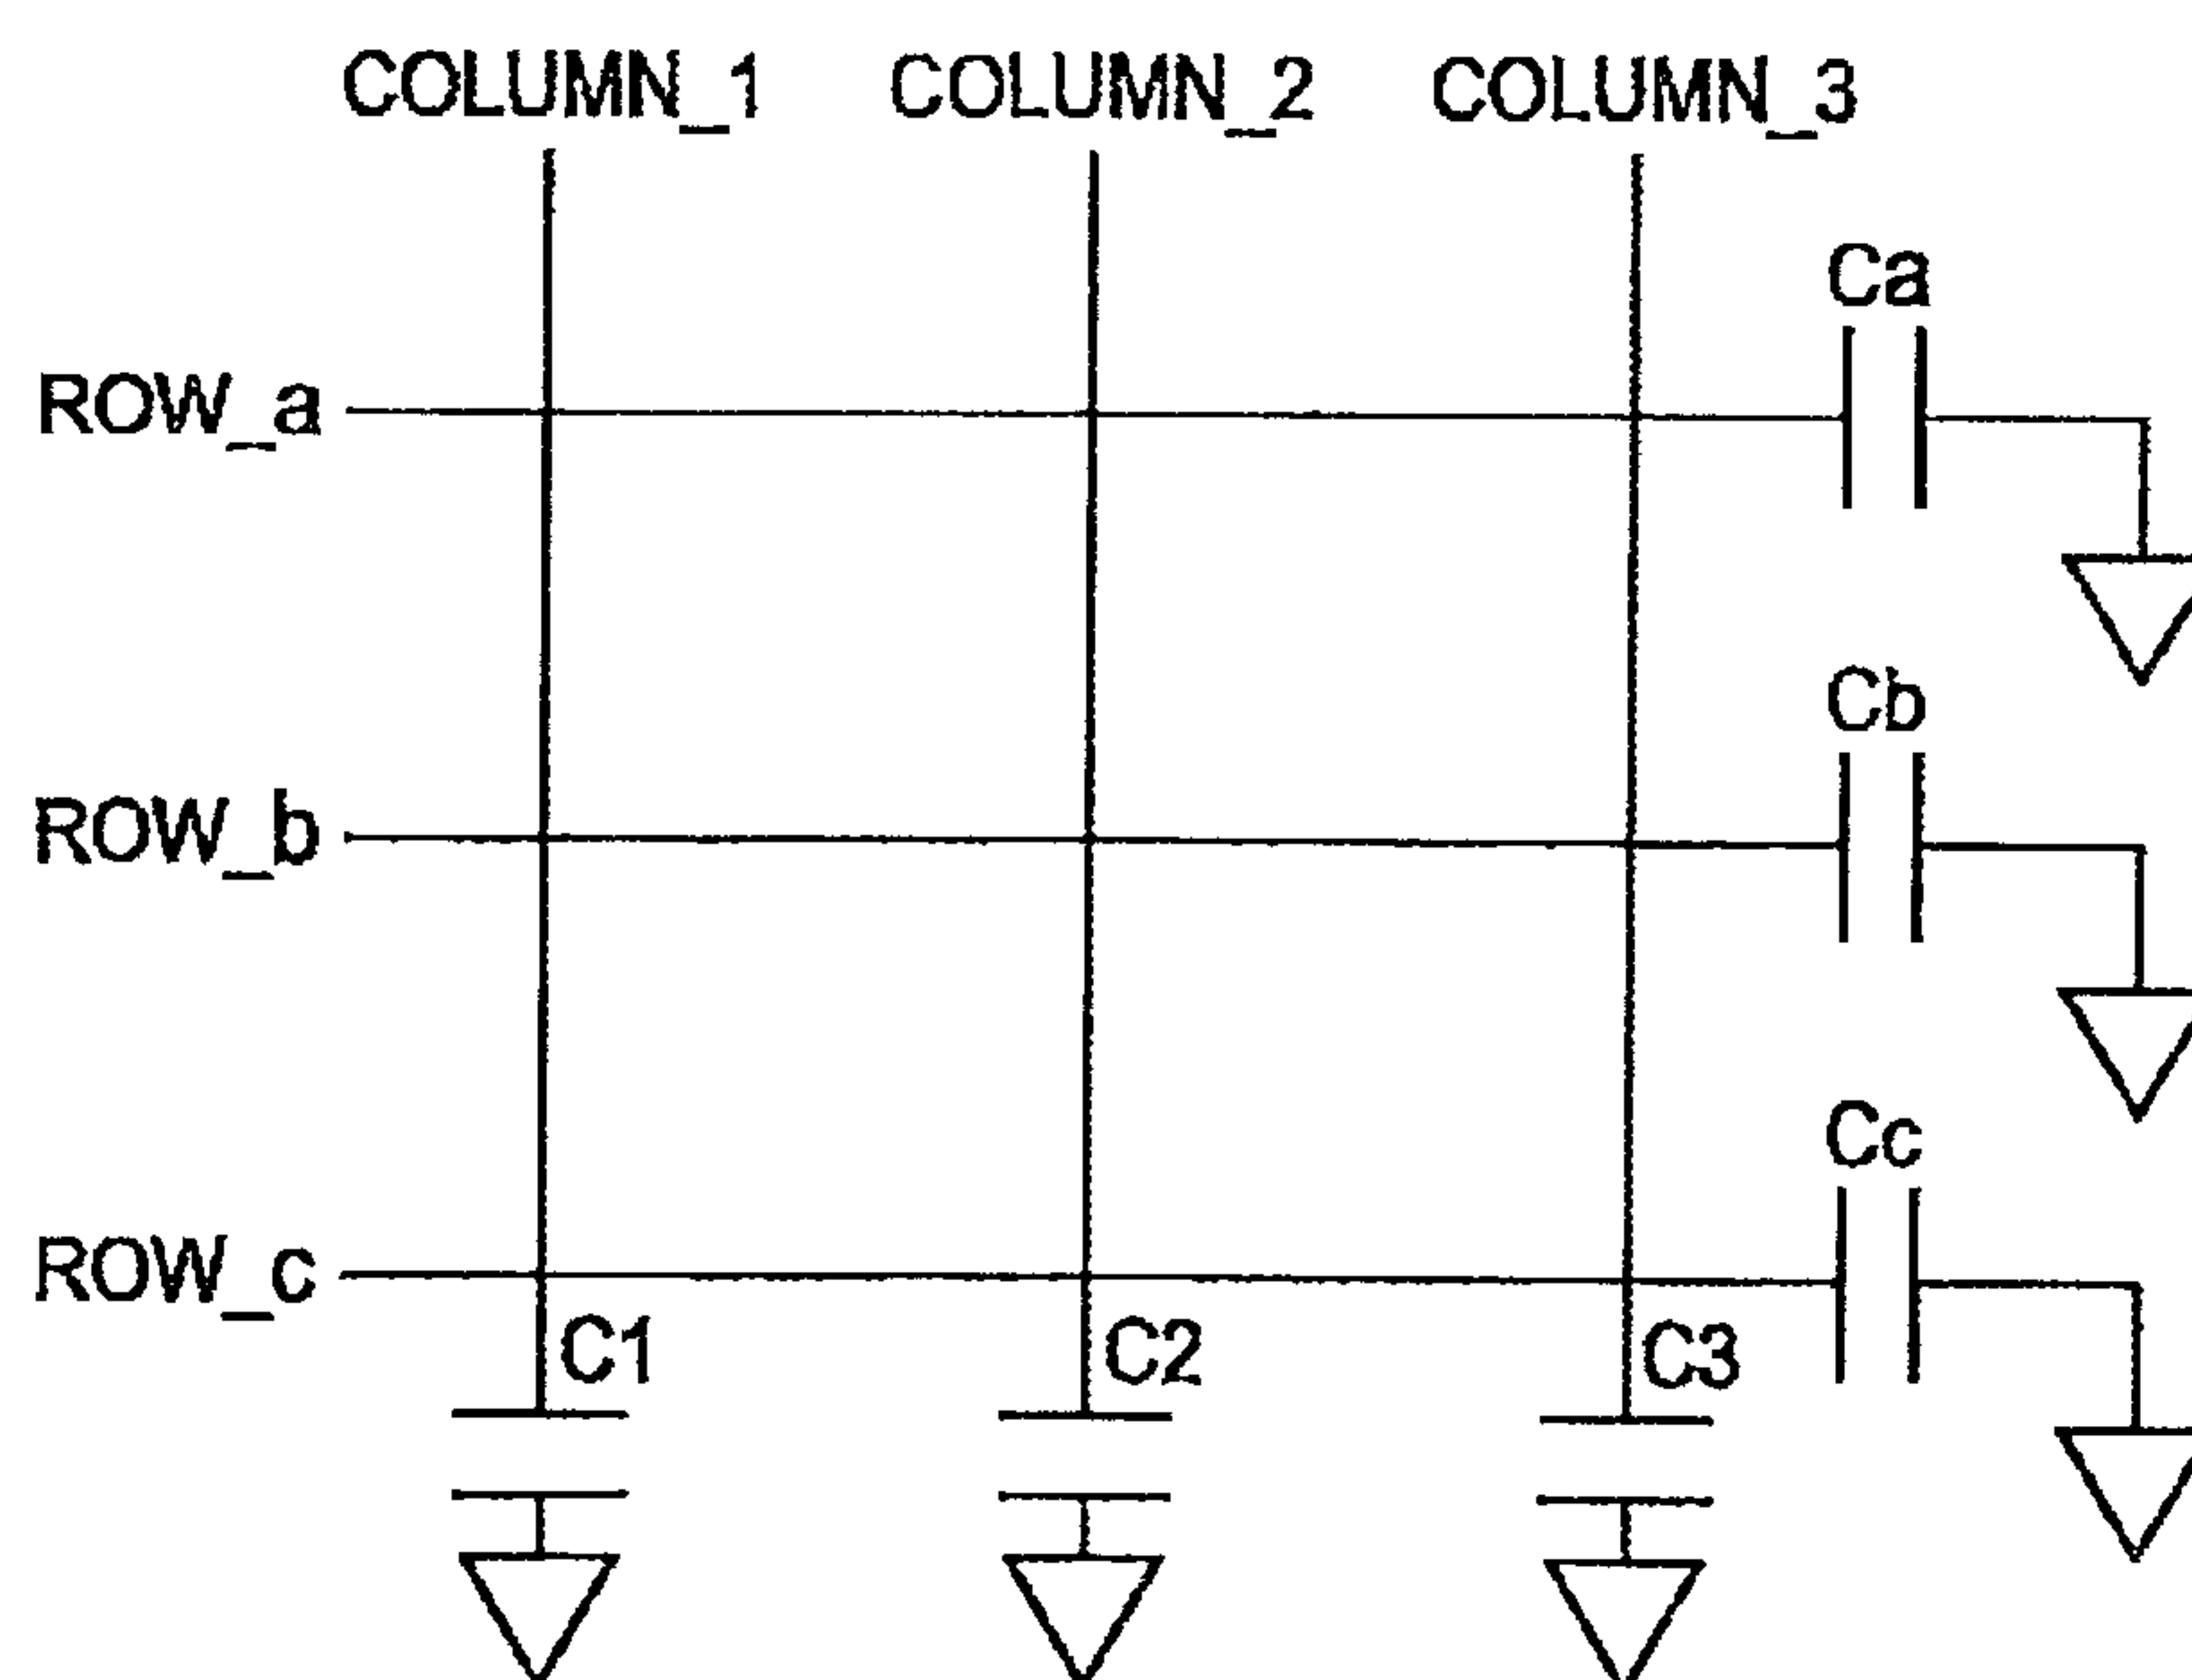 COLUMN_1 COLUMN_2 COLUMN_3
Ca
ROW_a
Cb
ROW_b
Cc
ROW_c
C1 C2 C3